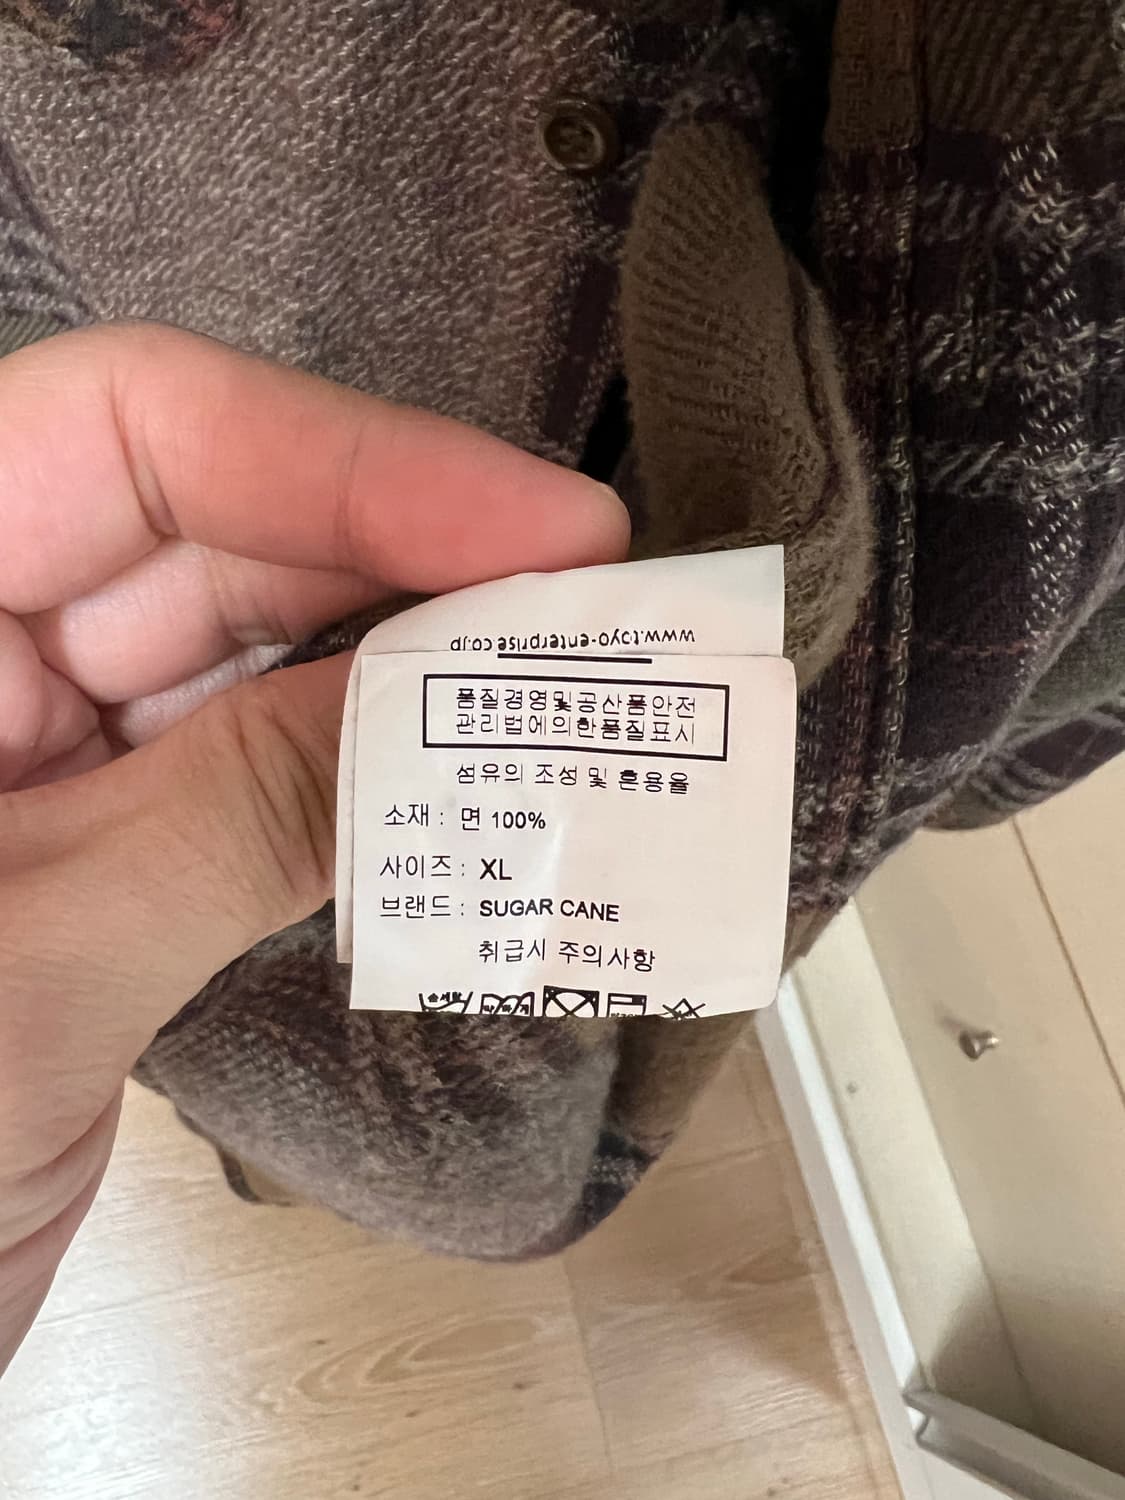 www.toyo-enterprise.co.jp
품질경영및공산품안전
관리법에의한품질표시
섬유의 조성 및 혼용율
소재 : 면 100%
사이즈 : XL
브랜드 : SUGAR CANE
취급시 주의사항